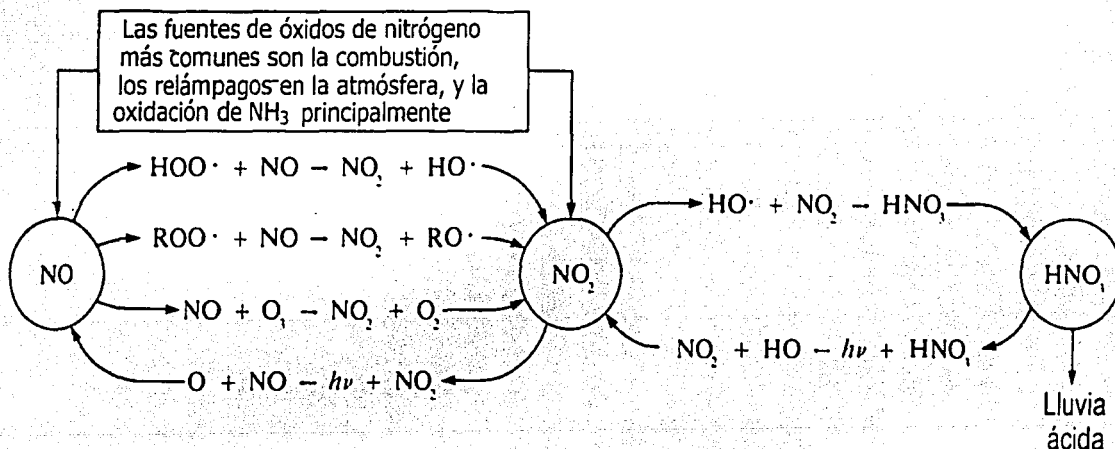 Las fuentes de óxidos de nitrógeno
más comunes son la combustión,
los relámpagos en la atmósfera, y la
oxidación de NH₃ principalmente
HOO· + NO – NO₂ + HO·
ROO· + NO – NO₂ + RO·
NO
NO + O₃ – NO₂ + O₂
O + NO – hν + NO₂
NO₂
HO· + NO₂ – HNO₃
NO₂ + HO – hν + HNO₃
HNO₃
Lluvia
ácida